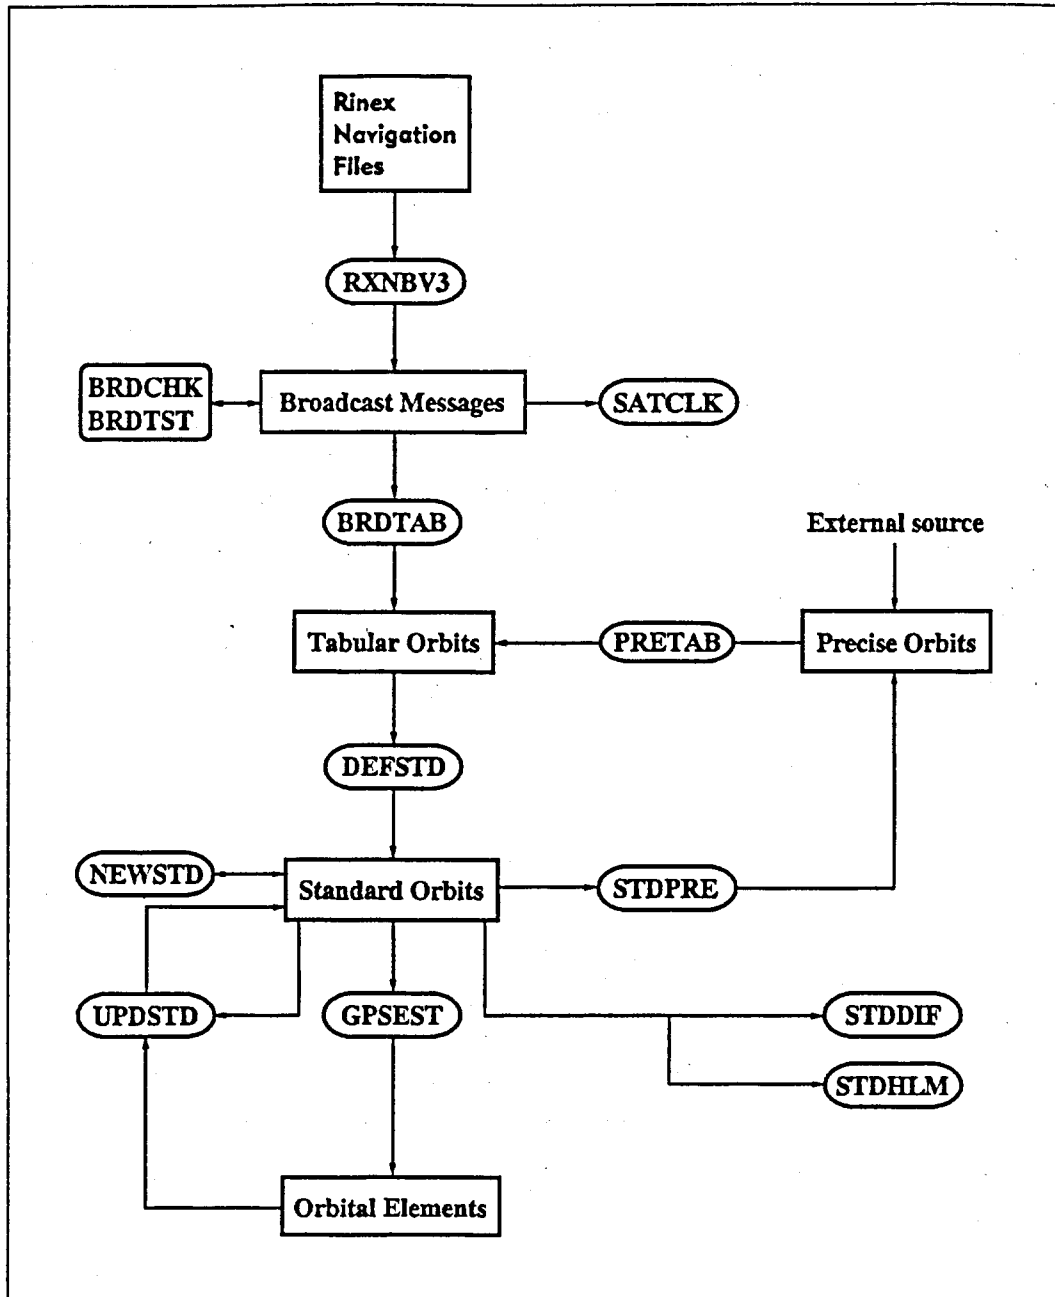 Rinex
Navigation
Files
RXNBV3
BRDCHK
BRDTST
Broadcast Messages
SATCLK
BRDTAB
External source
Tabular Orbits
PRETAB
Precise Orbits
DEFSTD
NEWSTD
Standard Orbits
STDPRE
UPDSTD
GPSEST
STDDIF
STDHLM
Orbital Elements